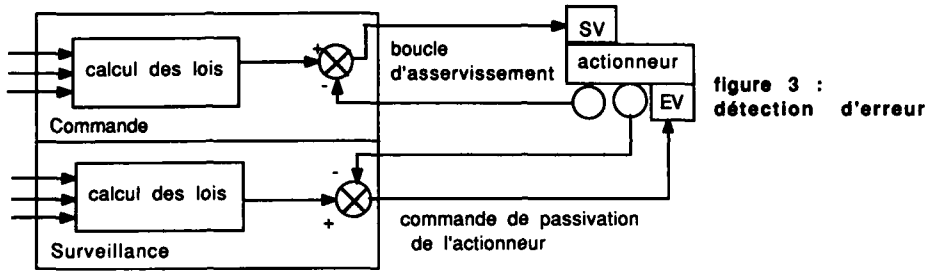 SV
calcul des lois
+
-
boucle
d'asservissement
actionneur
EV
figure 3 :
détection d'erreur
Commande
calcul des lois
-
+
commande de passivation
de l'actionneur
Surveillance